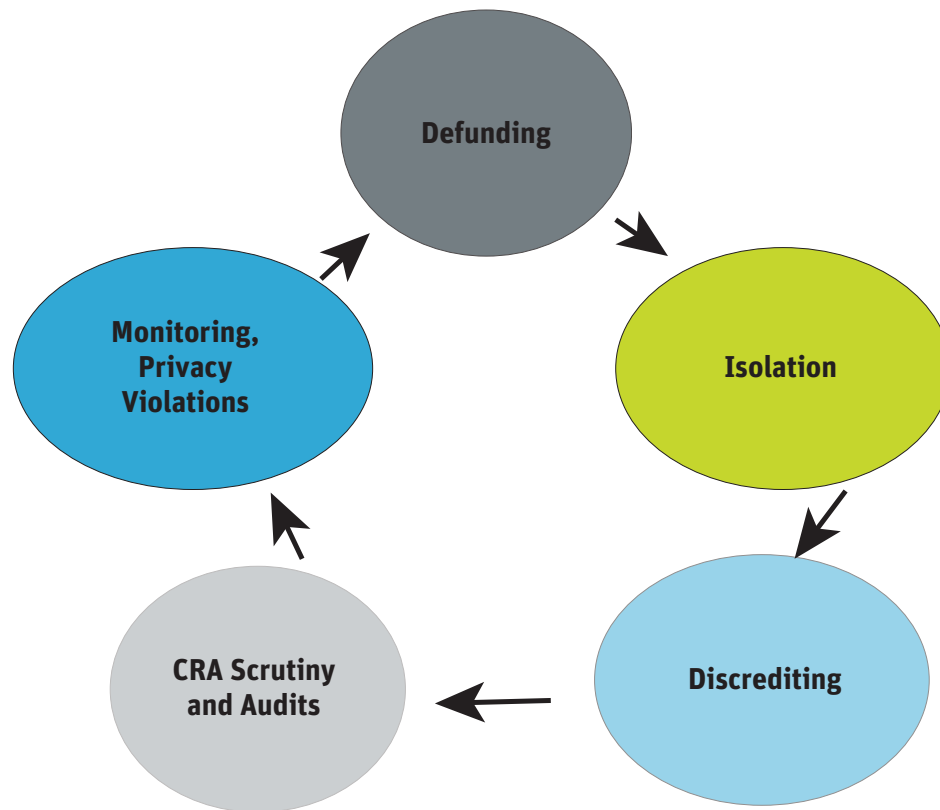 Defunding
Isolation
Discrediting
CRA Scrutiny
and Audits
Monitoring,
Privacy
Violations